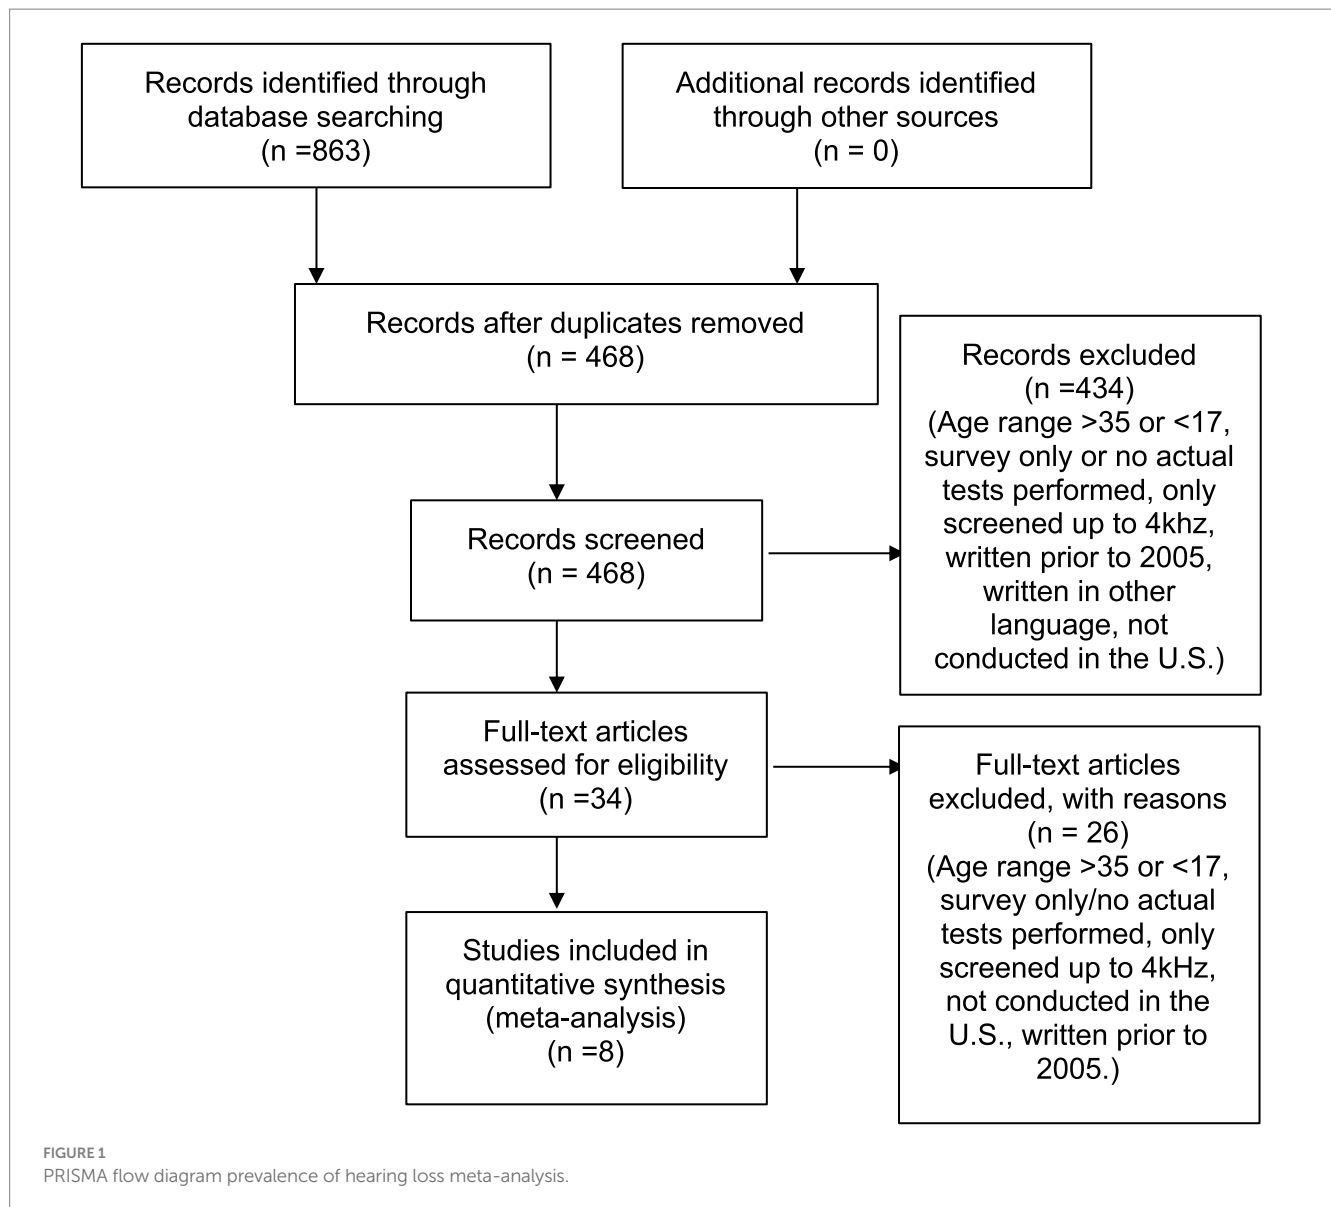 Records identified through
database searching
(n =863)
Additional records identified
through other sources
(n = 0)
Records after duplicates removed
(n = 468)
Records excluded
(n =434)
(Age range >35 or <17,
survey only or no actual
tests performed, only
screened up to 4khz,
written prior to 2005,
written in other
language, not
conducted in the U.S.)
Records screened
(n = 468)
Full-text articles
assessed for eligibility
(n =34)
Full-text articles
excluded, with reasons
(n = 26)
(Age range >35 or <17,
survey only/no actual
tests performed, only
screened up to 4kHz,
not conducted in the
U.S., written prior to
2005.)
Studies included in
quantitative synthesis
(meta-analysis)
(n =8)
FIGURE 1
PRISMA flow diagram prevalence of hearing loss meta-analysis.